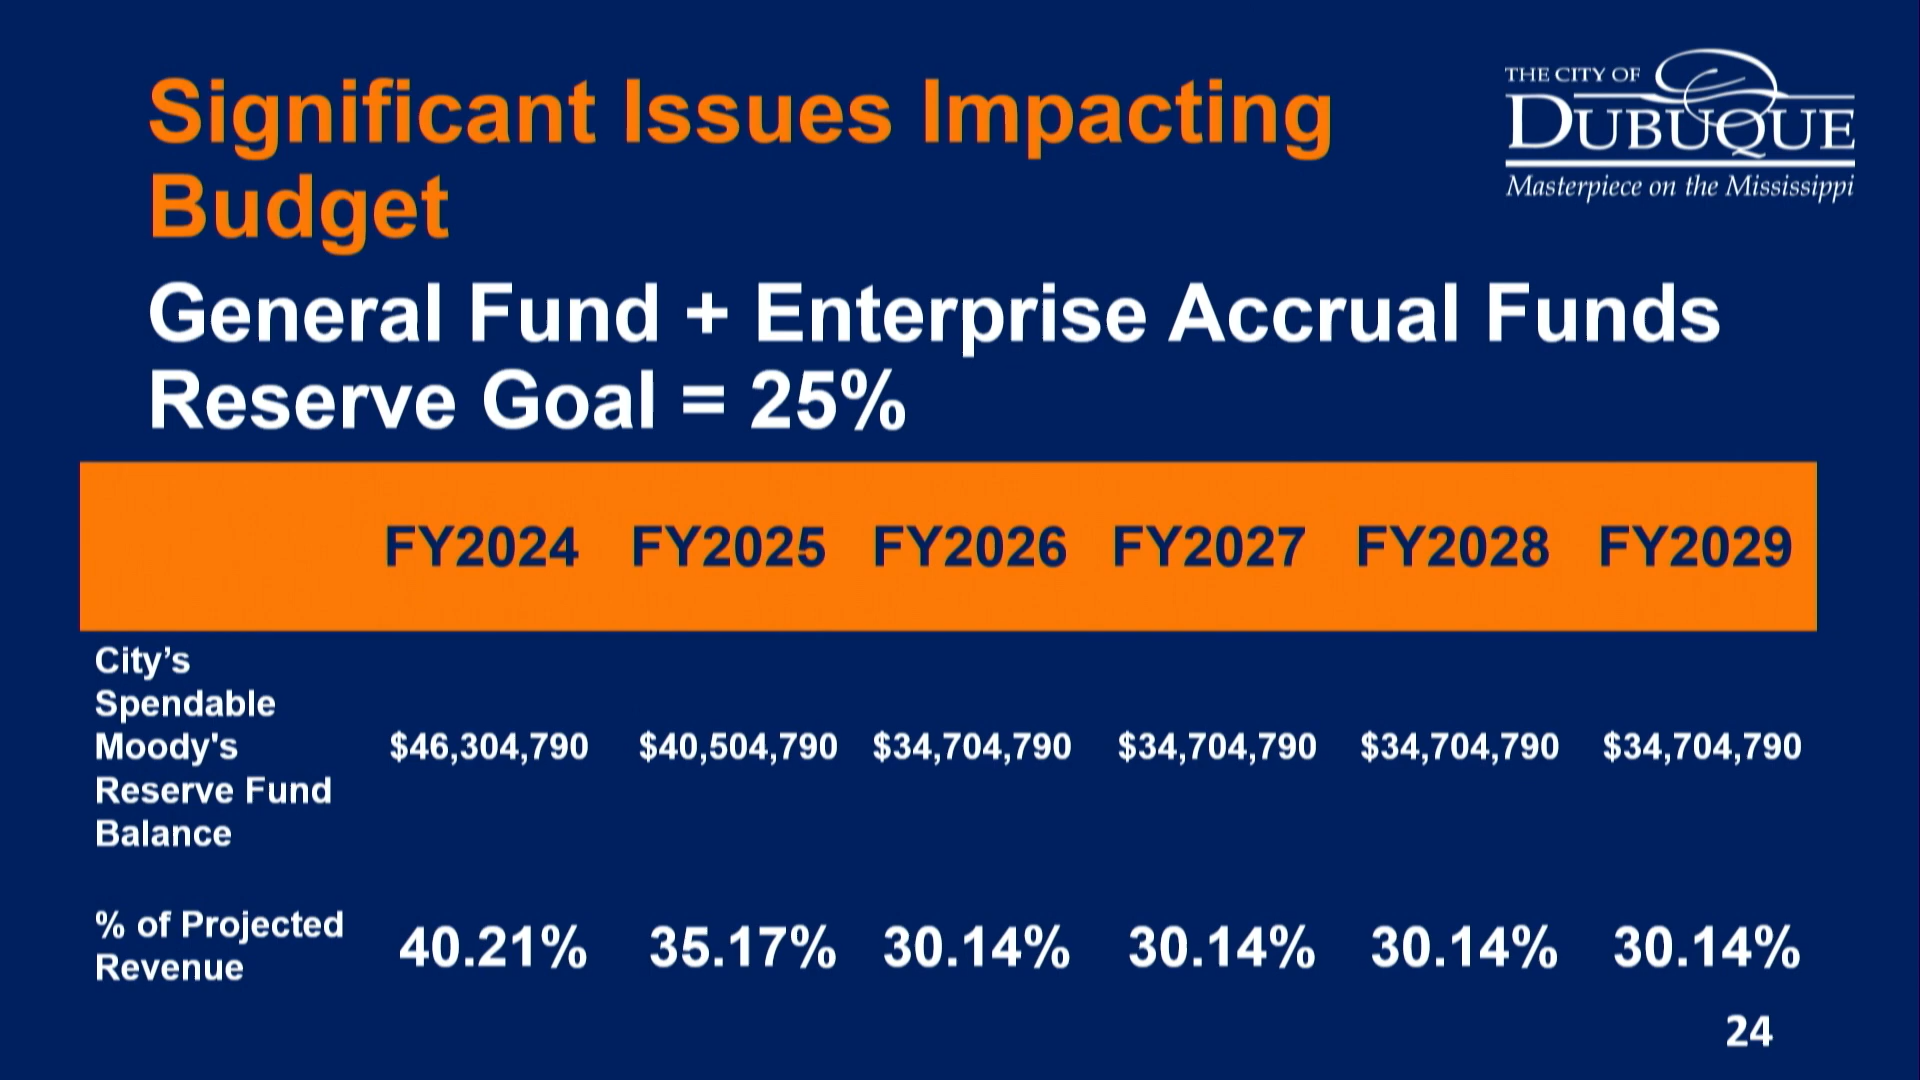 Significant Issues Impacting
Budget
THE CITY OF
DUBUQUE
Masterpiece on the Mississippi
General Fund + Enterprise Accrual Funds
Reserve Goal = 25%
FY2024 FY2025 FY2026 FY2027 FY2028 FY2029
City’s
Spendable
Moody's
Reserve Fund
Balance
$46,304,790 $40,504,790 $34,704,790 $34,704,790 $34,704,790 $34,704,790
% of Projected
Revenue
40.21% 35.17% 30.14% 30.14% 30.14% 30.14%
24